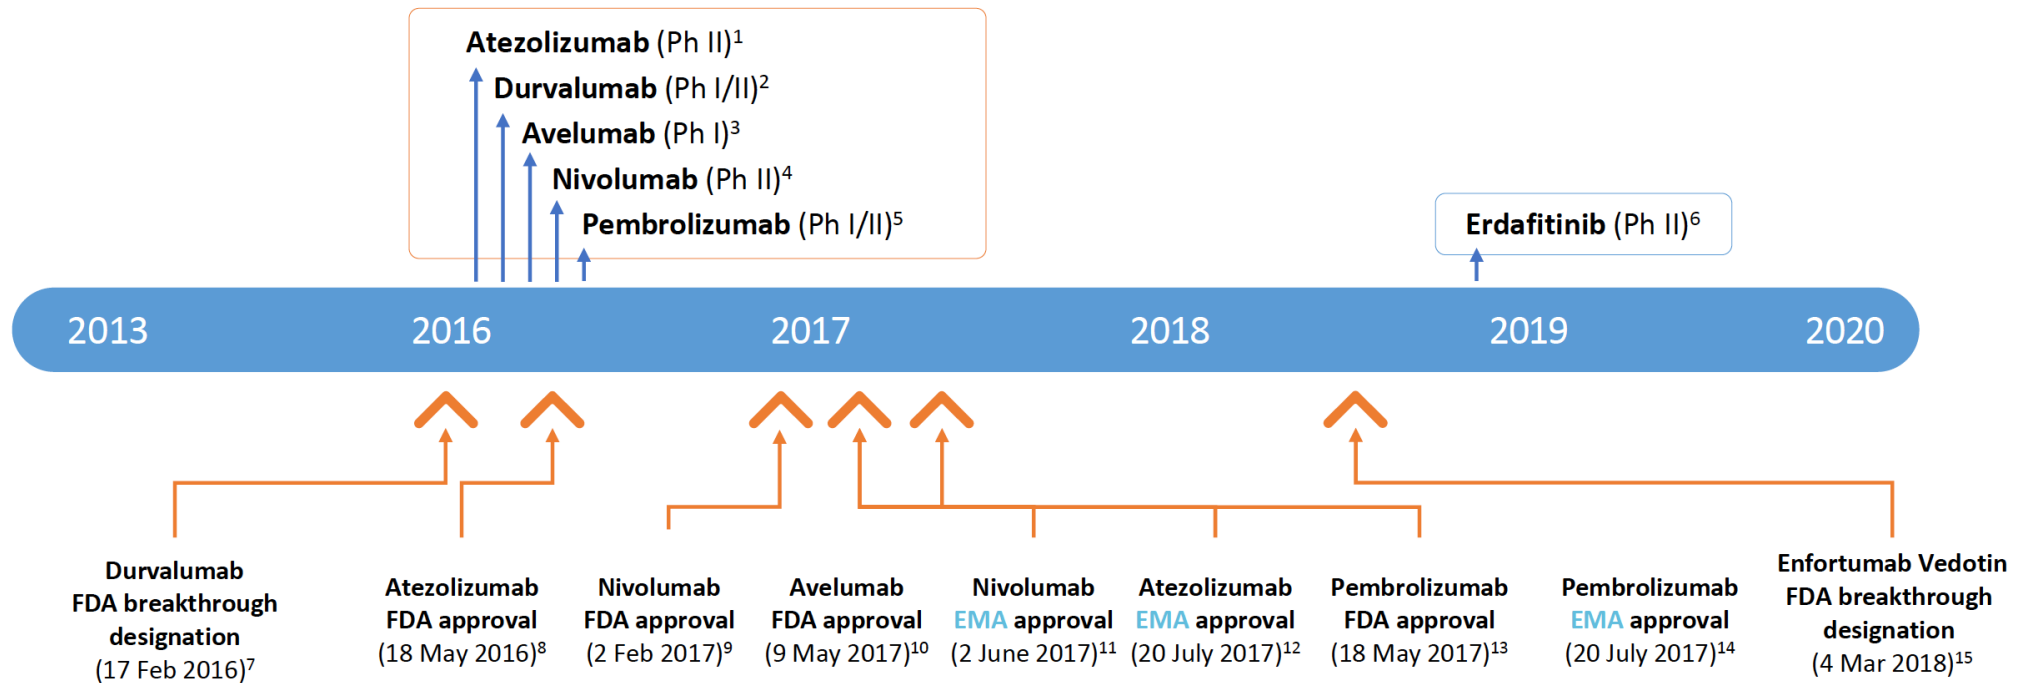 Atezolizumab (Ph II)¹
Durvalumab (Ph I/II)²
Avelumab (Ph I)³
Nivolumab (Ph II)⁴
Pembrolizumab (Ph I/II)⁵
Erdafitinib (Ph II)⁶
2013 2016 2017 2018 2019 2020
Durvalumab
FDA breakthrough
designation
(17 Feb 2016)⁷
Atezolizumab
FDA approval
(18 May 2016)⁸
Nivolumab
FDA approval
(2 Feb 2017)⁹
Avelumab
FDA approval
(9 May 2017)¹⁰
Nivolumab
EMA approval
(2 June 2017)¹¹
Atezolizumab
EMA approval
(20 July 2017)¹²
Pembrolizumab
FDA approval
(18 May 2017)¹³
Pembrolizumab
EMA approval
(20 July 2017)¹⁴
Enfortumab Vedotin
FDA breakthrough
designation
(4 Mar 2018)¹⁵